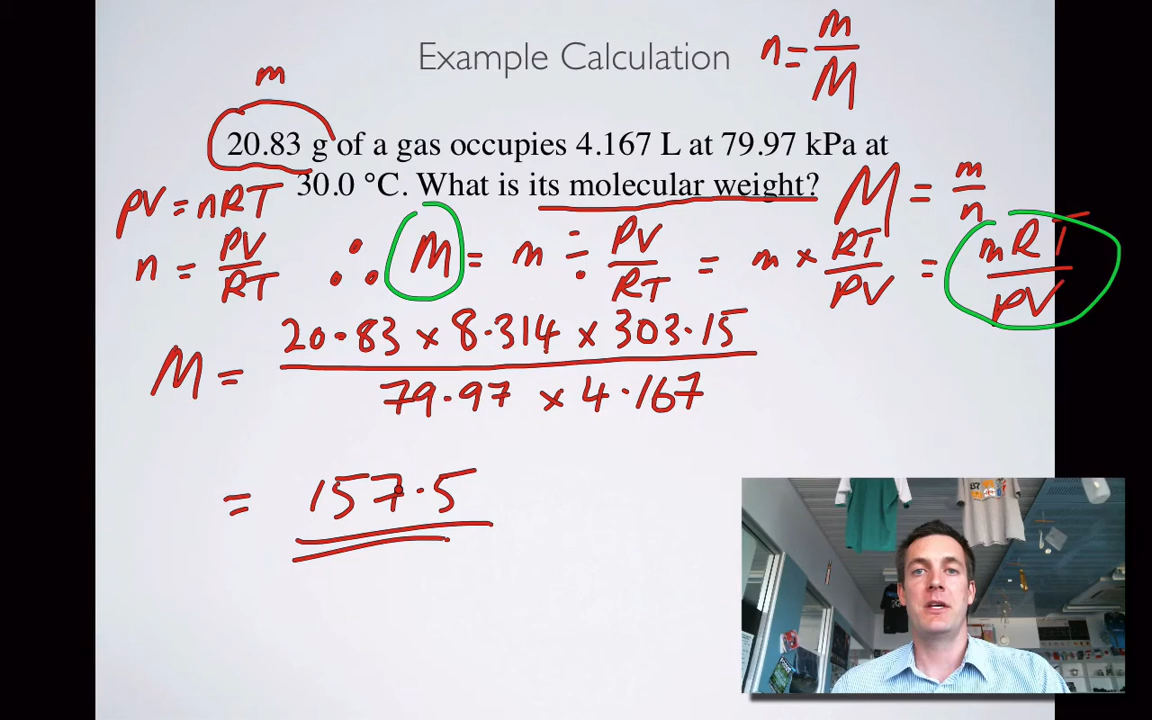 Example Calculation
n = m/M
m
20.83 g of a gas occupies 4.167 L at 79.97 kPa at
30.0 °C. What is its molecular weight?
M = m/n
PV = nRT
n = PV/RT ∴ M = m ÷ PV/RT = m × RT/PV = mRT/PV
M = 20.83 × 8.314 × 303.15 / 79.97 × 4.167
= 157.5